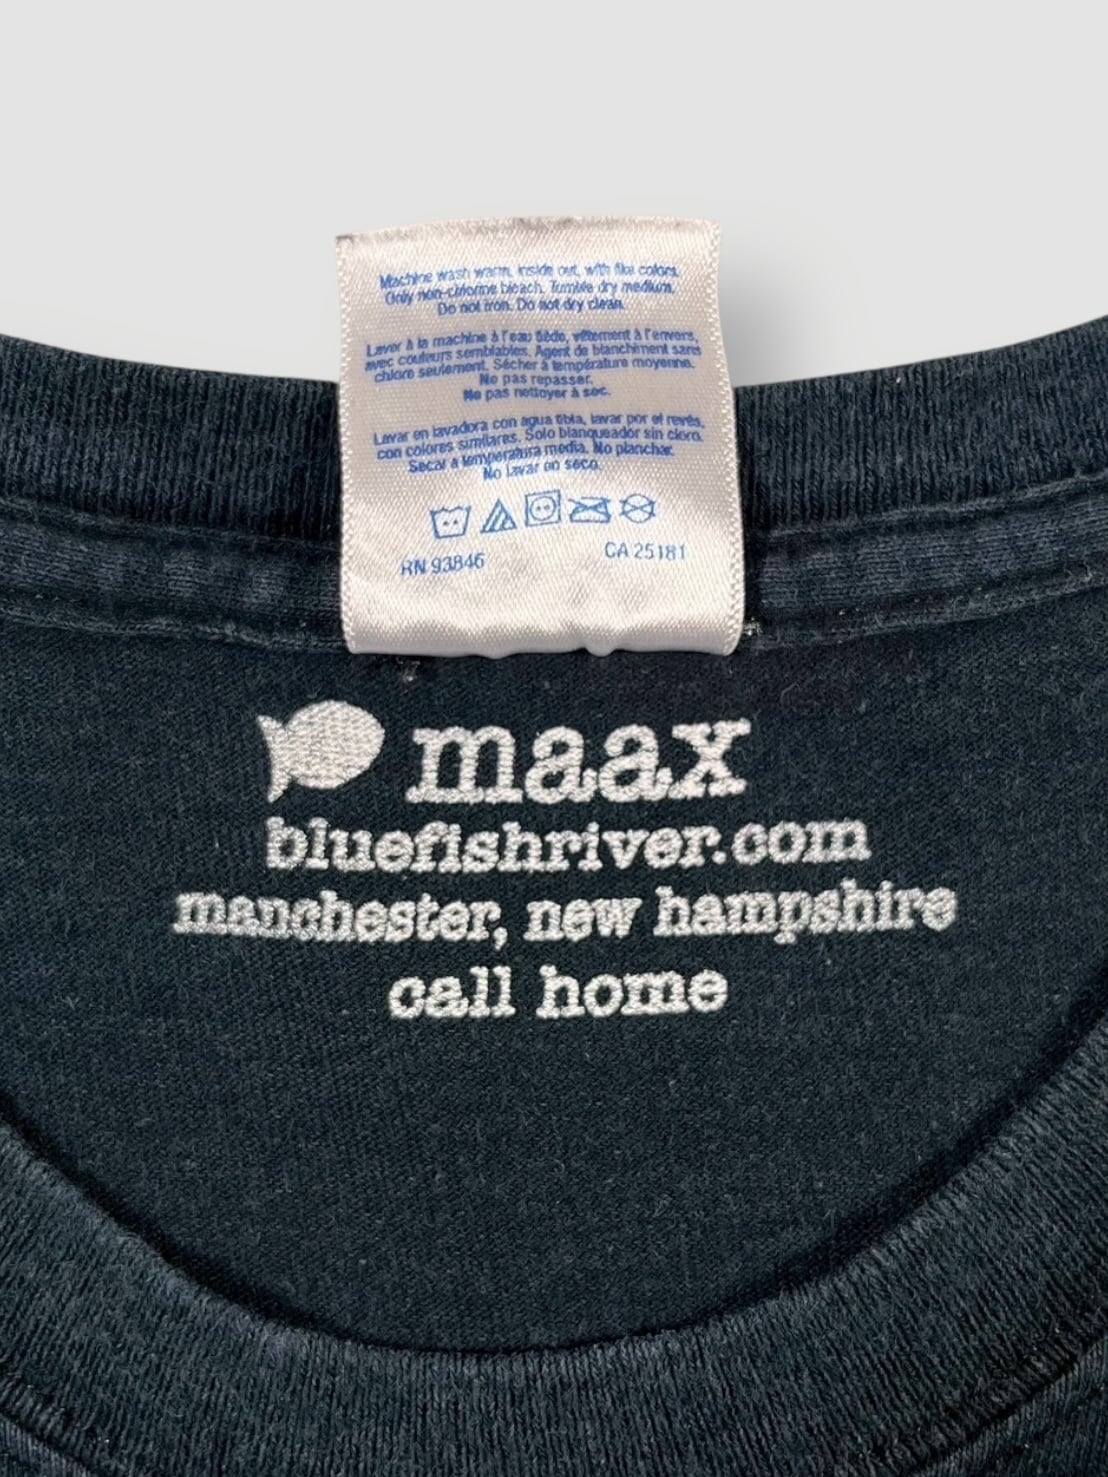 Machine wash warm, inside out, with like colors.
Only non-chlorine bleach. Tumble dry medium.
Do not iron. Do not dry clean.
Laver à la machine à l'eau tiède, vêtement à l'envers,
avec couleurs semblables. Agent de blanchiment sans
chlore seulement. Sécher à température moyenne.
Ne pas repasser.
Ne pas nettoyer à sec.
Lavar en lavadora con agua tibia, lavar por el revés,
con colores similares. Solo blanqueador sin cloro.
Secar a temperatura media. No planchar.
No lavar en seco.
RN 93846 CA 25181
maax
bluefishriver.com
manchester, new hampshire
call home